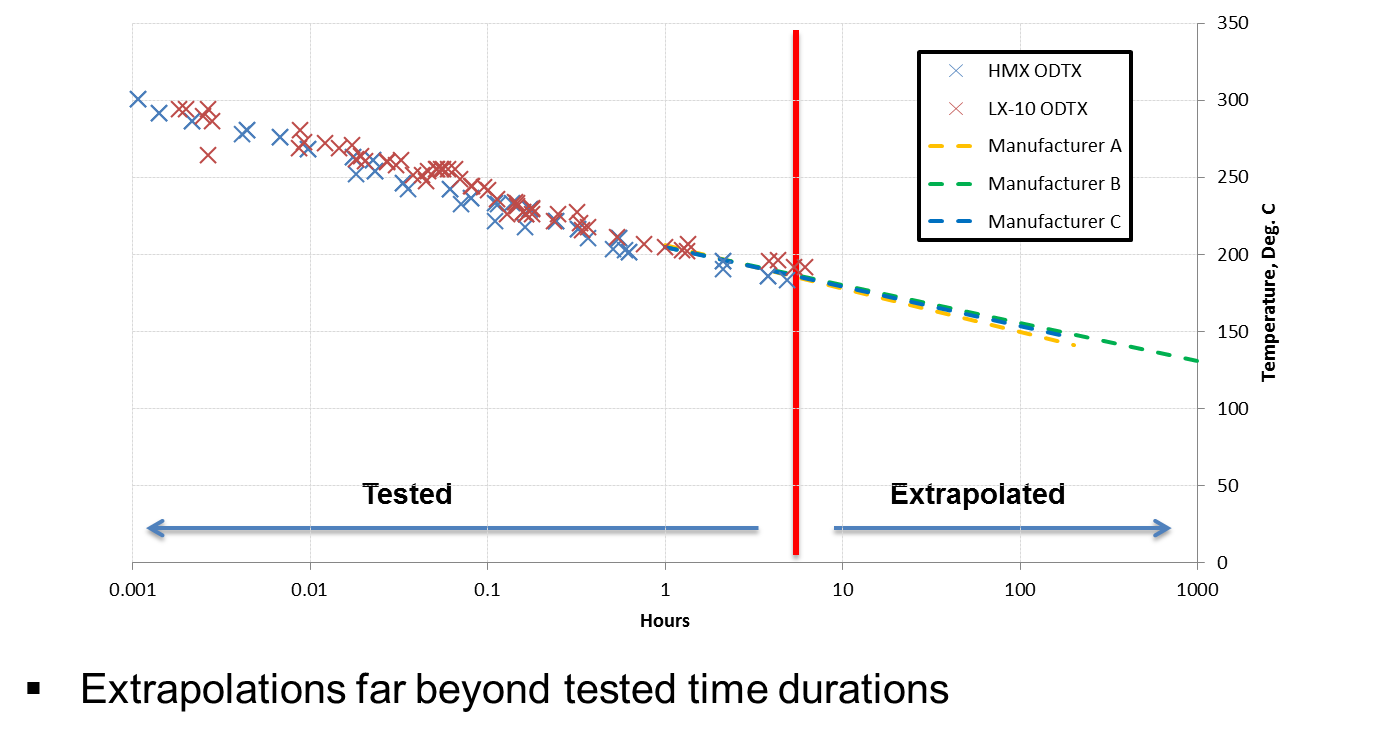 350
300
250
200
150
100
50
0
Temperature, Deg. C
HMX ODTX
LX-10 ODTX
Manufacturer A
Manufacturer B
Manufacturer C
Tested
Extrapolated
0.001 0.01 0.1 1 10 100 1000
Hours
▪ Extrapolations far beyond tested time durations